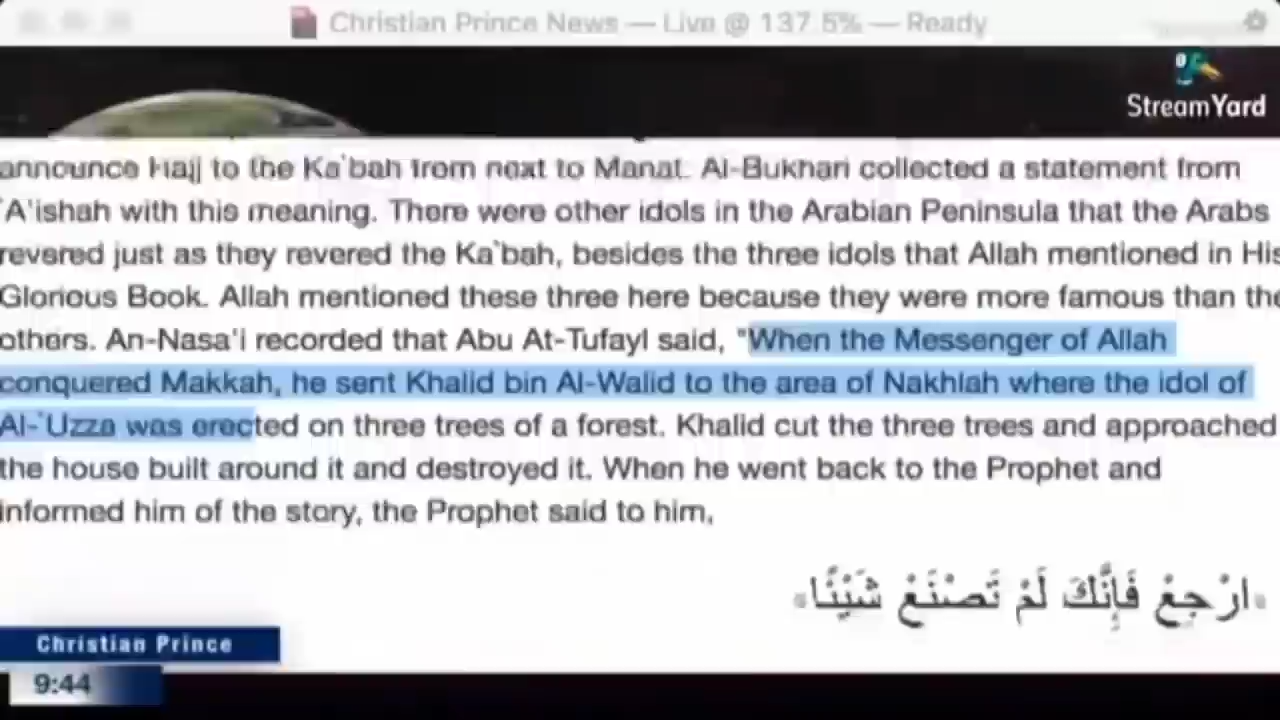 Christian Prince News — Live @ 137.5% — Ready
StreamYard
announce Hajj to the Ka`bah from next to Manat. Al-Bukhari collected a statement from
`A'ishah with this meaning. There were other idols in the Arabian Peninsula that the Arabs
revered just as they revered the Ka`bah, besides the three idols that Allah mentioned in His
Glorious Book. Allah mentioned these three here because they were more famous than the
others. An-Nasa'i recorded that Abu At-Tufayl said, "When the Messenger of Allah
conquered Makkah, he sent Khalid bin Al-Walid to the area of Nakhlah where the idol of
Al-`Uzza was erected on three trees of a forest. Khalid cut the three trees and approached
the house built around it and destroyed it. When he went back to the Prophet and
informed him of the story, the Prophet said to him,
«ارْجِعْ فَإِنَّكَ لَمْ تَصْنَعْ شَيْئًا»
Christian Prince
9:44